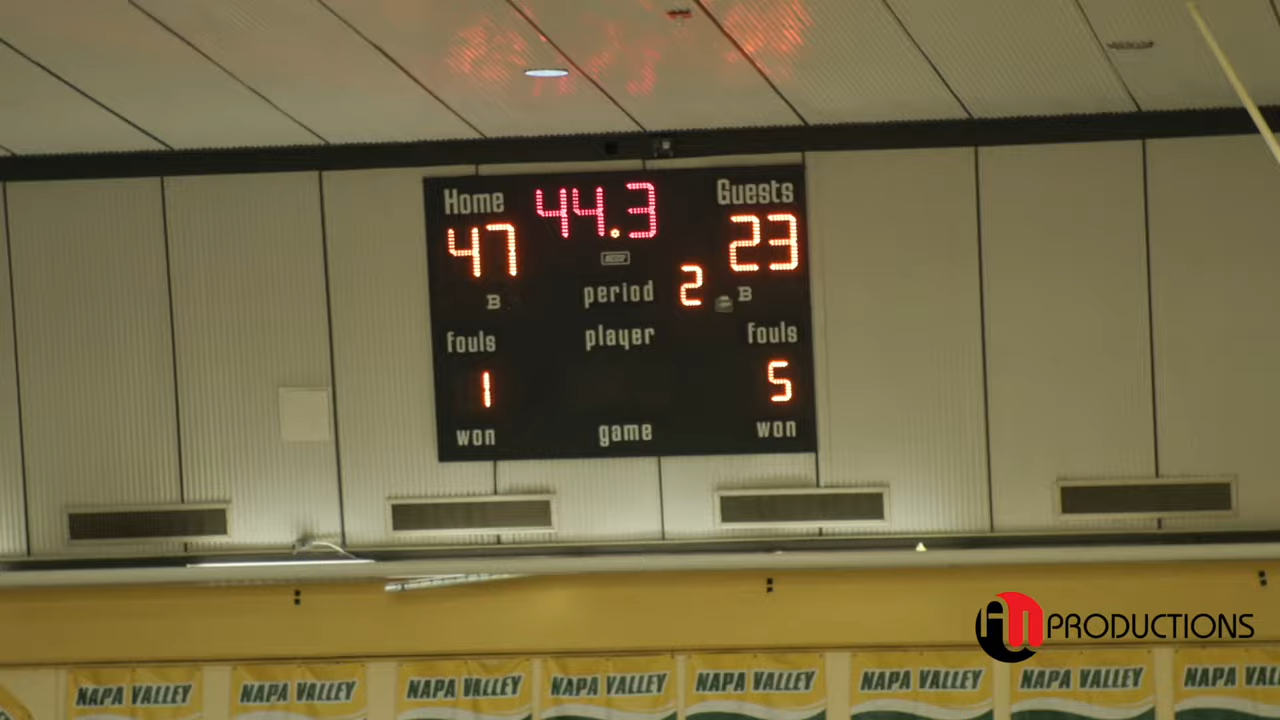 Home 44.3 Guests
47 23
period 2
B B
fouls player fouls
1 5
won game won
PRODUCTIONS
NAPA VALLEY NAPA VALLEY NAPA VALLEY NAPA VALLEY NAPA VALLEY NAPA VALLEY NAPA VALLEY NAPA VAL